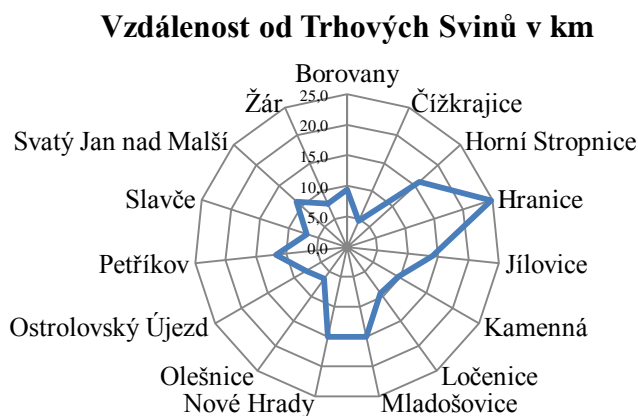 Vzdálenost od Trhových Svinů v km
Borovany
Čížkrajice
Horní Stropnice
Hranice
Jílovice
Kamenná
Ločenice
Mladošovice
Nové Hrady
Olešnice
Ostrolovský Újezd
Petříkov
Slavče
Svatý Jan nad Malší
Žár
25,0
20,0
15,0
10,0
5,0
0,0